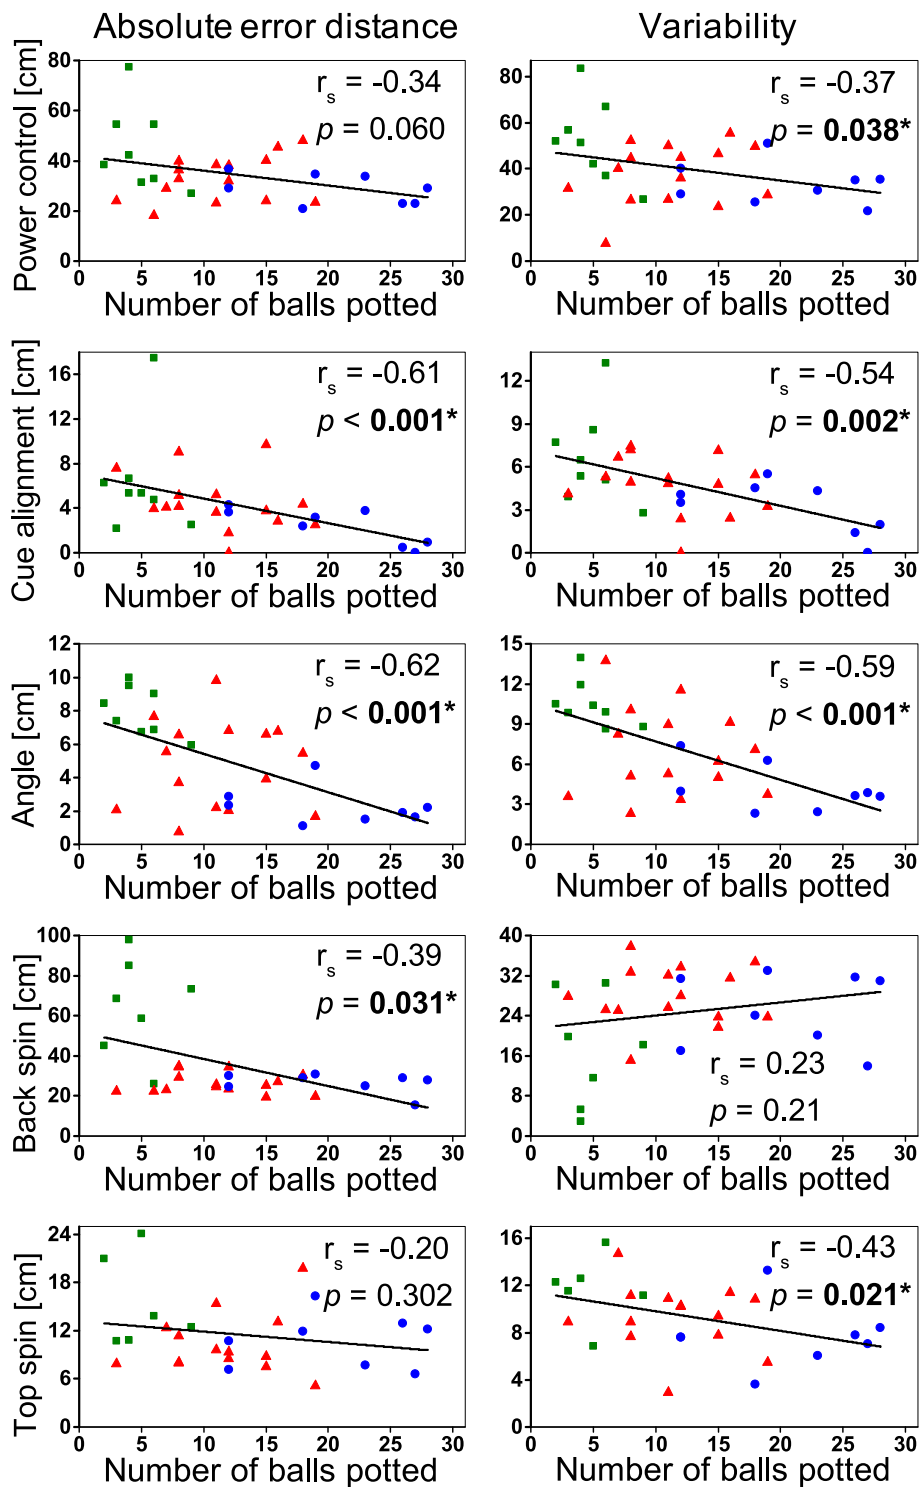 Absolute error distance
Variability
Power control [cm]
80
60
40
20
0
r_s = -0.34
p = 0.060
0 5 10 15 20 25 30
Number of balls potted
80
60
40
20
0
r_s = -0.37
p = 0.038*
0 5 10 15 20 25 30
Number of balls potted
Cue alignment [cm]
16
12
8
4
0
r_s = -0.61
p < 0.001*
0 5 10 15 20 25 30
Number of balls potted
12
9
6
3
0
r_s = -0.54
p = 0.002*
0 5 10 15 20 25 30
Number of balls potted
Angle [cm]
12
10
8
6
4
2
0
r_s = -0.62
p < 0.001*
0 5 10 15 20 25 30
Number of balls potted
15
12
9
6
3
0
r_s = -0.59
p < 0.001*
0 5 10 15 20 25 30
Number of balls potted
Back spin [cm]
100
80
60
40
20
0
r_s = -0.39
p = 0.031*
0 5 10 15 20 25 30
Number of balls potted
40
32
24
16
8
0
r_s = 0.23
p = 0.21
0 5 10 15 20 25 30
Number of balls potted
Top spin [cm]
24
18
12
6
0
r_s = -0.20
p = 0.302
0 5 10 15 20 25 30
Number of balls potted
16
12
8
4
0
r_s = -0.43
p = 0.021*
0 5 10 15 20 25 30
Number of balls potted